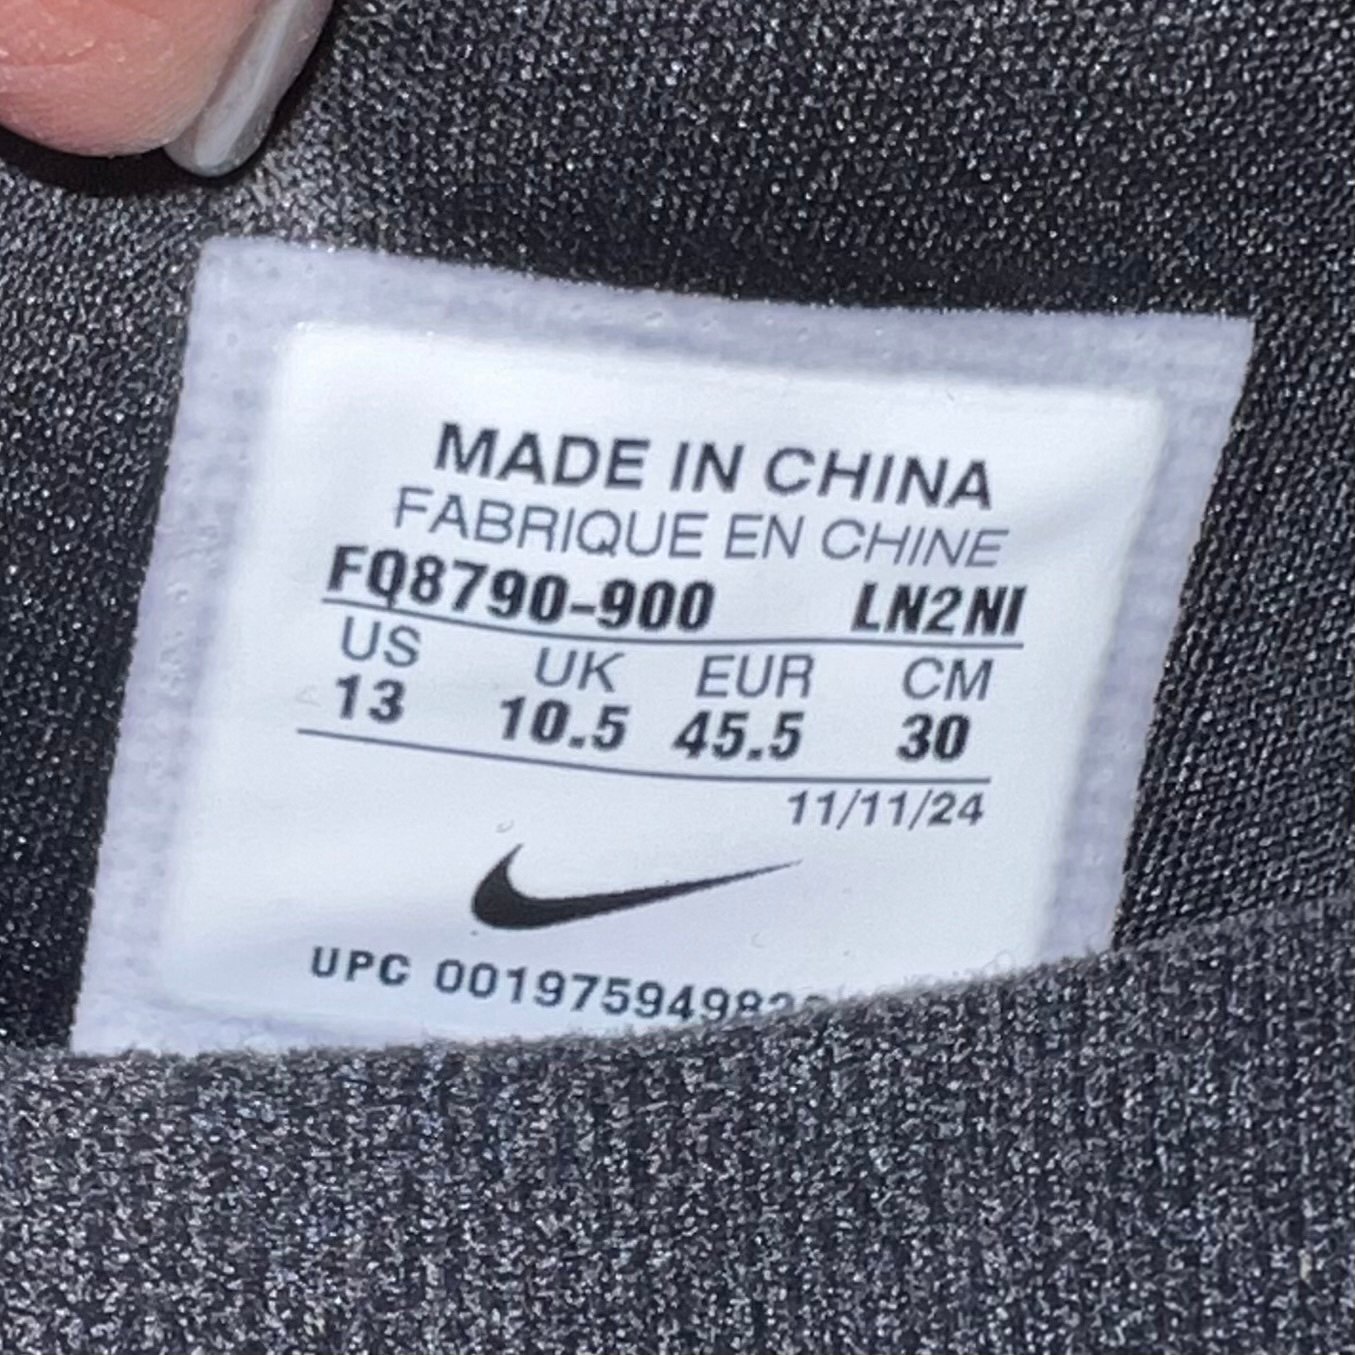 MADE IN CHINA
FABRIQUE EN CHINE
FQ8790-900 LN2NI
US UK EUR CM
13 10.5 45.5 30
11/11/24
UPC 00197594982